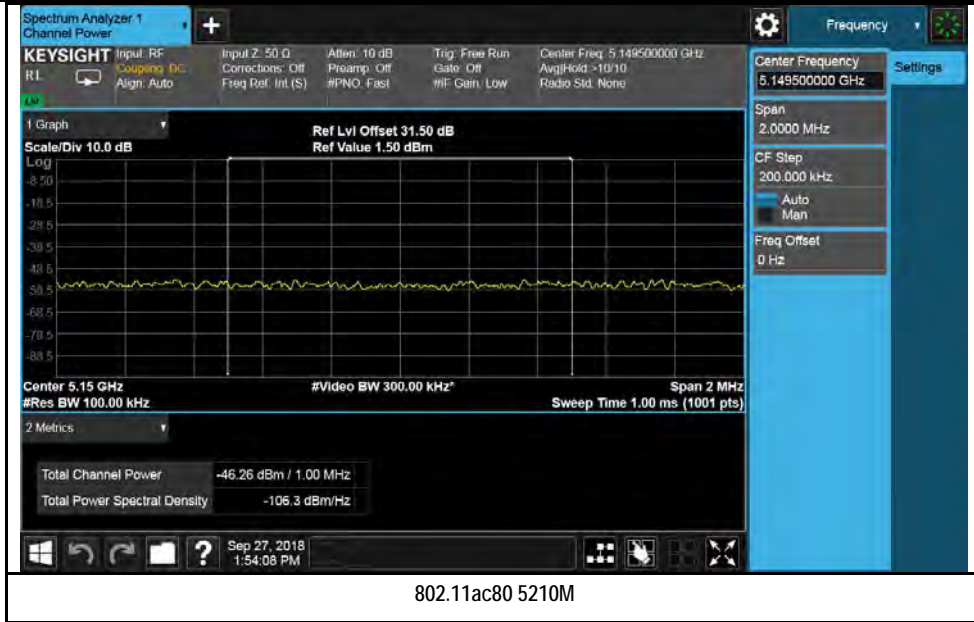 Spectrum Analyzer 1
Channel Power
+
Frequency
KEYSIGHT
RL
Input: RF
Coupling: DC
Align: Auto
Input Z: 50 Ω
Corrections: Off
Freq Ref: Int (S)
Atten: 10 dB
Preamp: Off
#PNO: Fast
Trig: Free Run
Gate: Off
#IF Gain: Low
Center Freq: 5.149500000 GHz
Avg|Hold: >10/10
Radio Std: None
Center Frequency
5.149500000 GHz
Settings
Span
2.0000 MHz
CF Step
200.000 kHz
Auto
Man
Freq Offset
0 Hz
1 Graph
Scale/Div 10.0 dB
Ref Lvl Offset 31.50 dB
Ref Value 1.50 dBm
Log
-8.50
-18.5
-28.5
-38.5
-48.5
-58.5
-68.5
-78.5
-88.5
Center 5.15 GHz
#Video BW 300.00 kHz*
Span 2 MHz
#Res BW 100.00 kHz
Sweep Time 1.00 ms (1001 pts)
2 Metrics
Total Channel Power -46.26 dBm / 1.00 MHz
Total Power Spectral Density -106.3 dBm/Hz
?
Sep 27, 2018
1:54:08 PM
802.11ac80 5210M